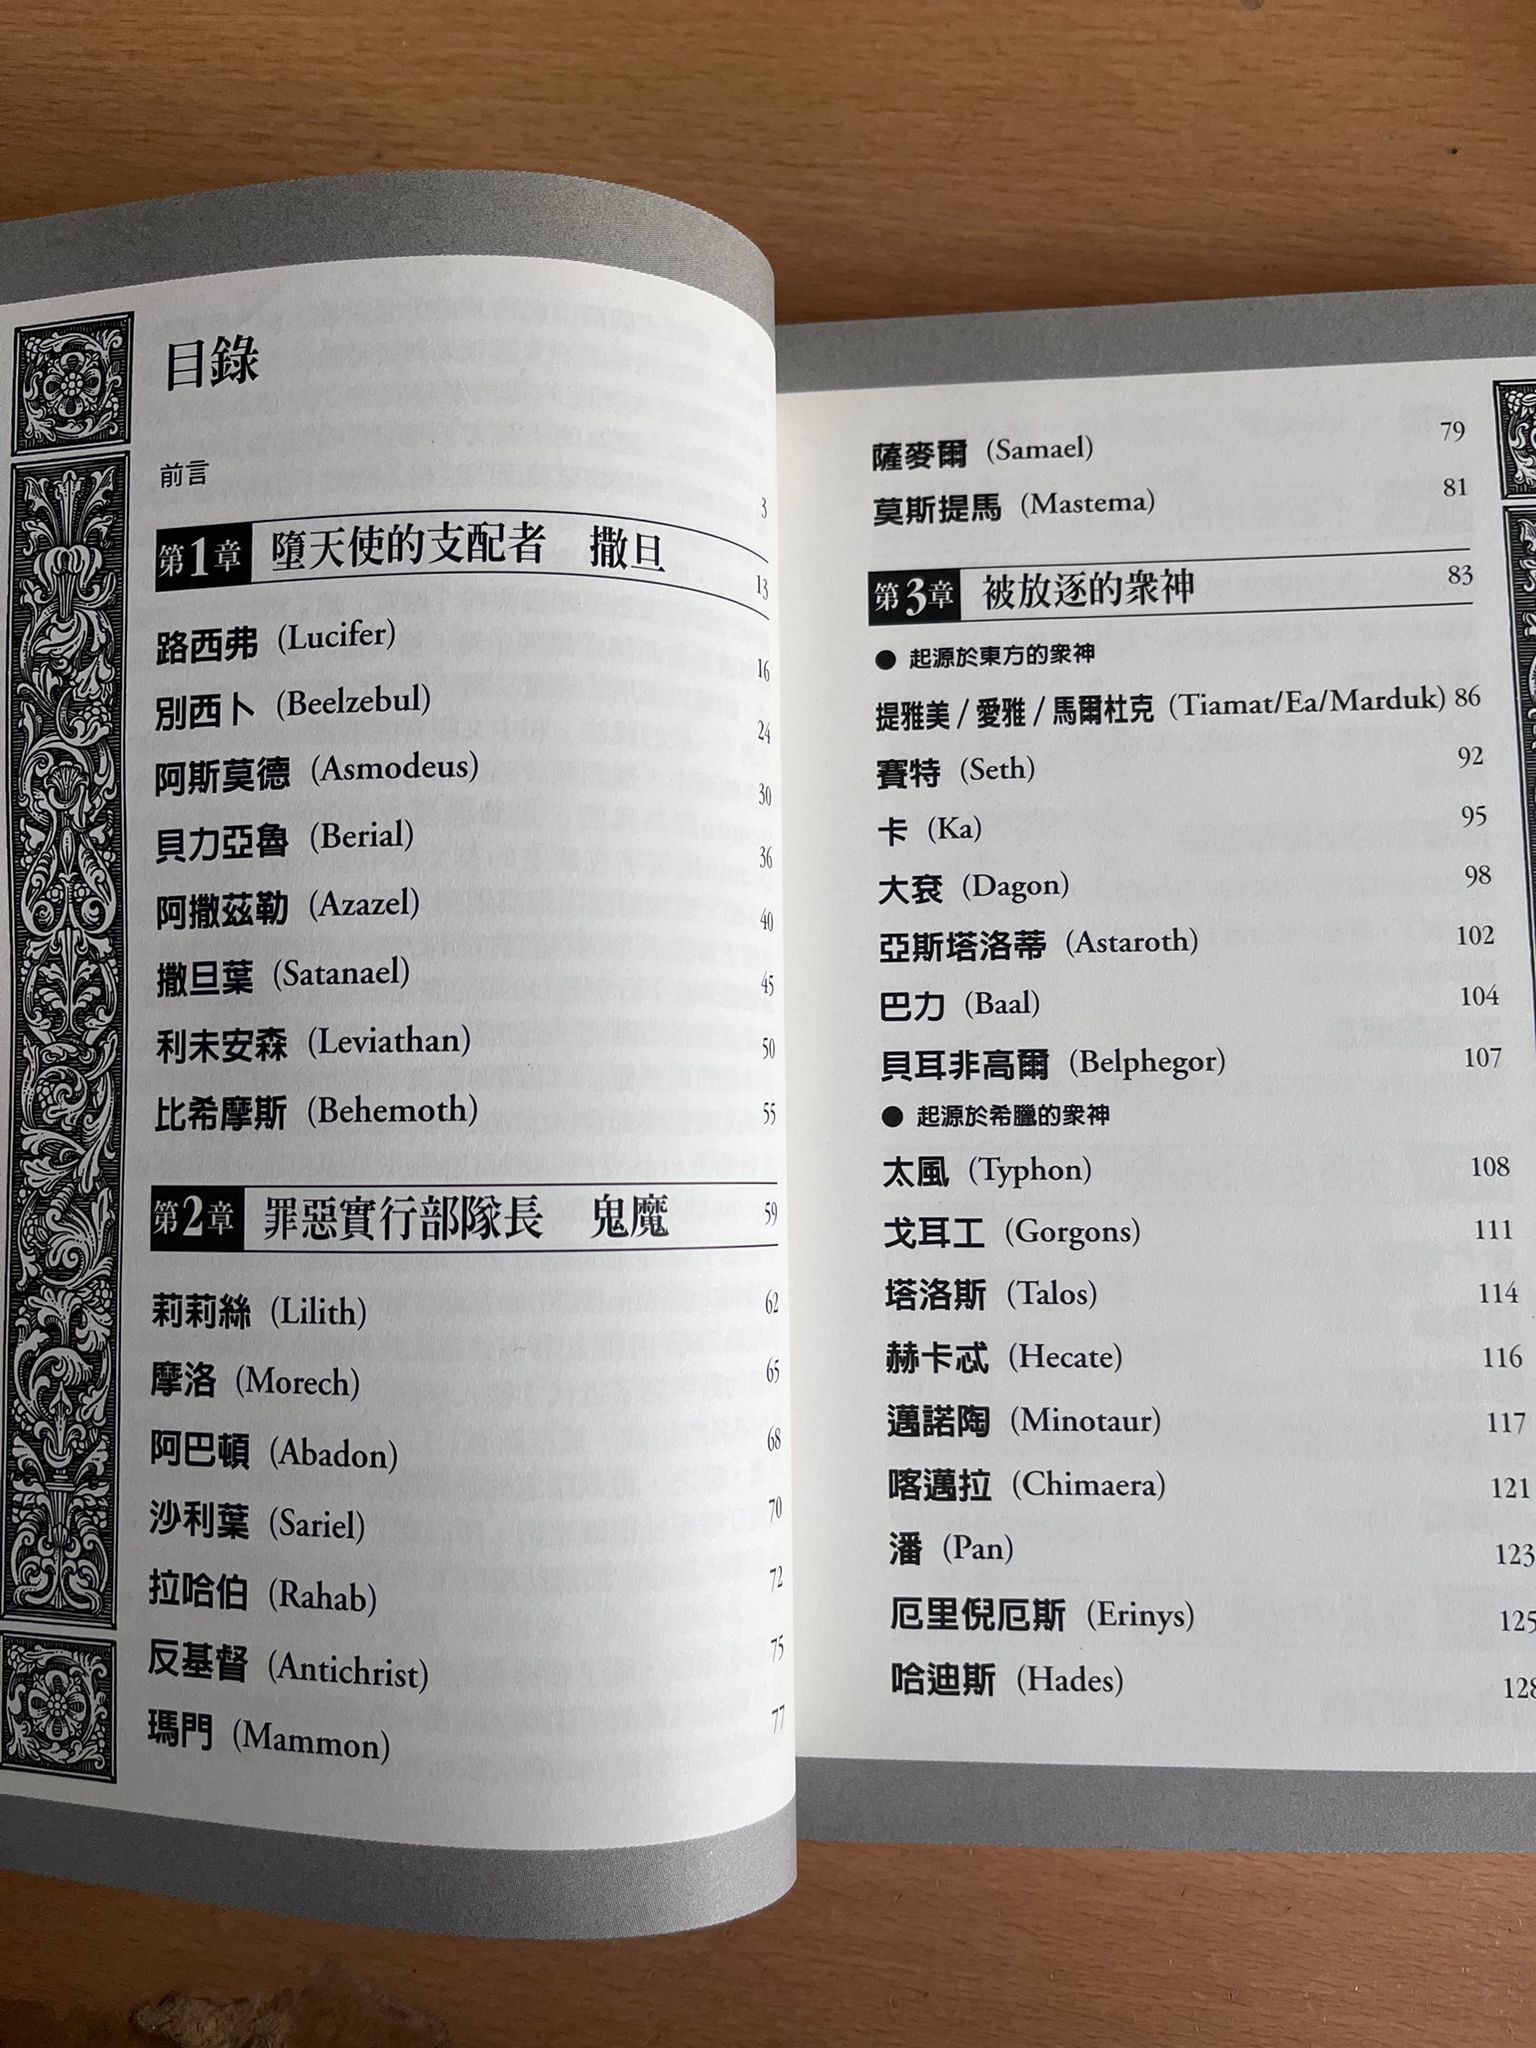 目錄
前言 3
第1章 墮天使的支配者 撒旦 13
路西弗 (Lucifer) 16
別西卜 (Beelzebul) 24
阿斯莫德 (Asmodeus) 30
貝力亞魯 (Berial) 36
阿撒茲勒 (Azazel) 40
撒旦葉 (Satanael) 45
利未安森 (Leviathan) 50
比希摩斯 (Behemoth) 55
第2章 罪惡實行部隊長 鬼魔 59
莉莉絲 (Lilith) 62
摩洛 (Morech) 65
阿巴頓 (Abadon) 68
沙利葉 (Sariel) 70
拉哈伯 (Rahab) 72
反基督 (Antichrist) 75
瑪門 (Mammon) 77
薩麥爾 (Samael) 79
莫斯提馬 (Mastema) 81
第3章 被放逐的眾神 83
● 起源於東方的眾神
提雅美/愛雅/馬爾杜克 (Tiamat/Ea/Marduk) 86
賽特 (Seth) 92
卡 (Ka) 95
大袞 (Dagon) 98
亞斯塔洛蒂 (Astaroth) 102
巴力 (Baal) 104
貝耳非高爾 (Belphegor) 107
● 起源於希臘的眾神
太風 (Typhon) 108
戈耳工 (Gorgons) 111
塔洛斯 (Talos) 114
赫卡忒 (Hecate) 116
邁諾陶 (Minotaur) 117
喀邁拉 (Chimaera) 121
潘 (Pan) 123
厄里倪厄斯 (Erinys) 125
哈迪斯 (Hades) 128